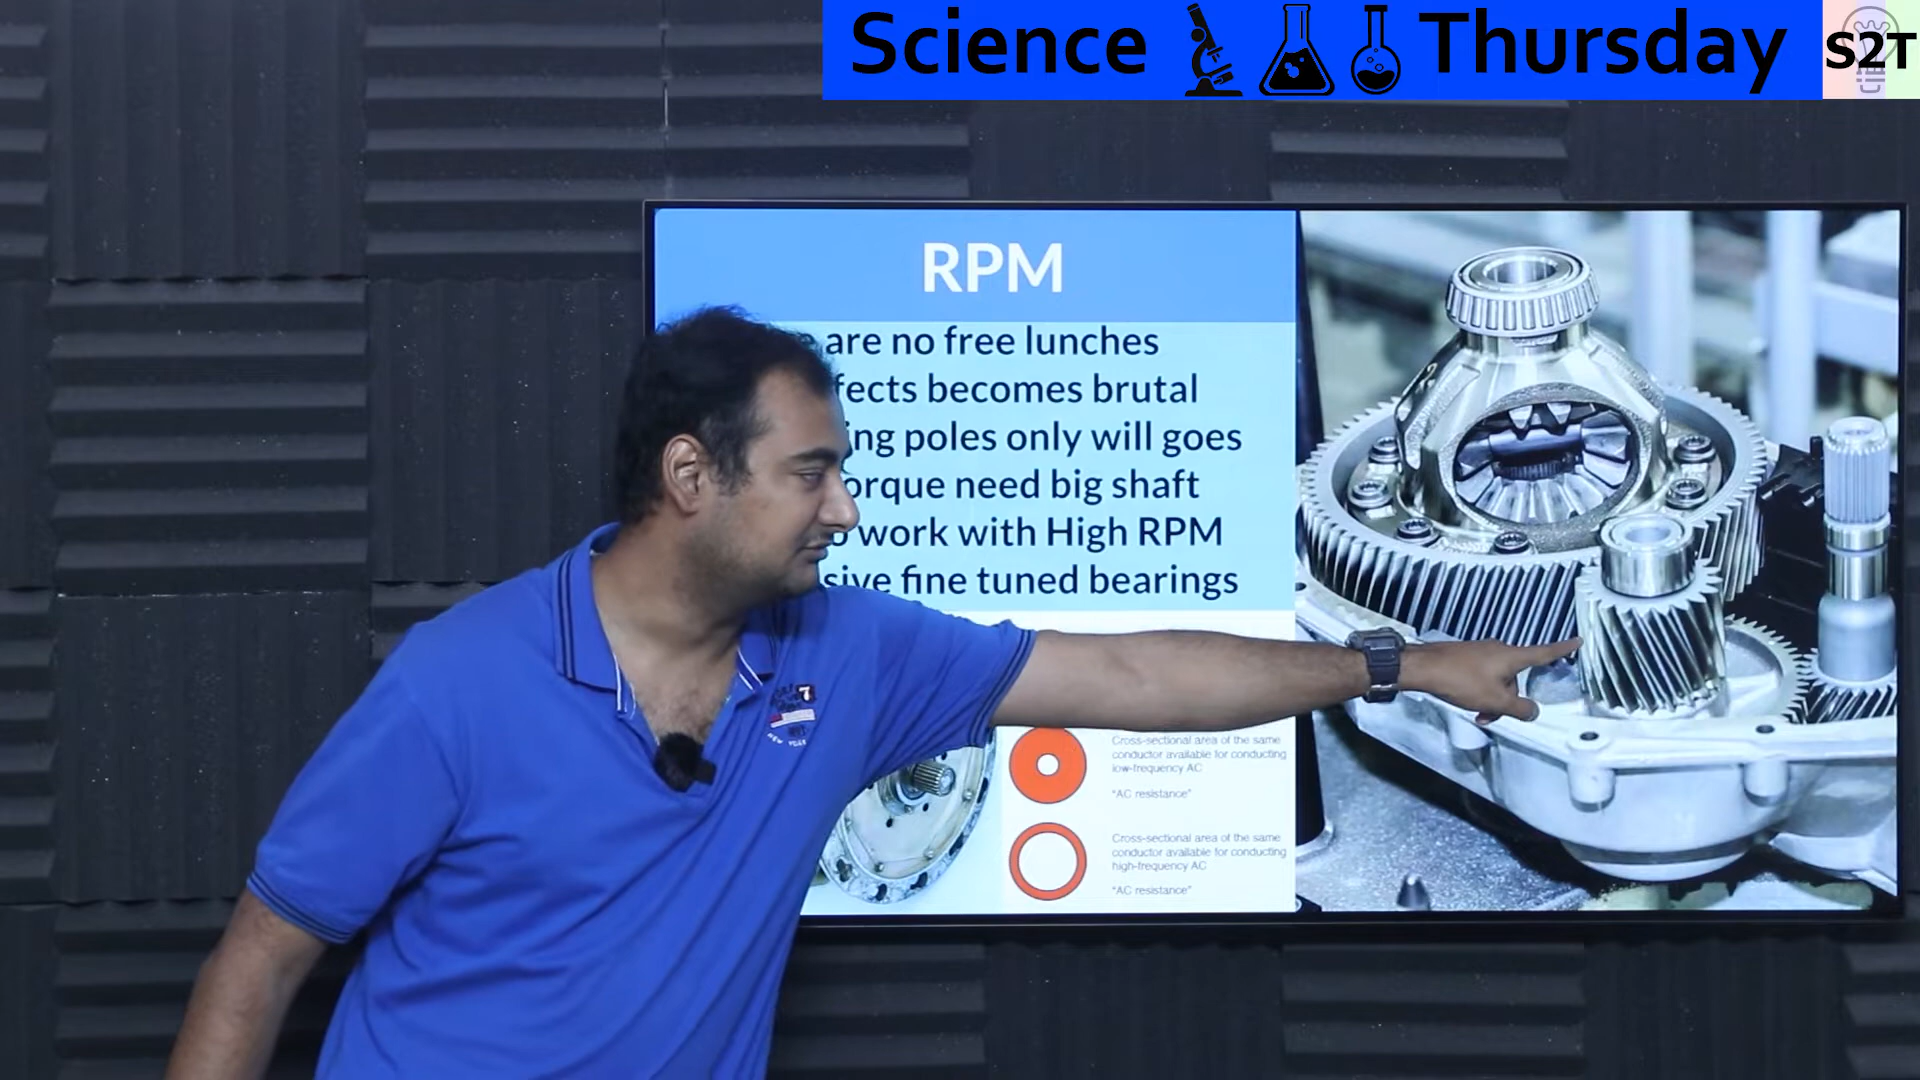 Science Thursday
S2T
RPM
are no free lunches
fects becomes brutal
ing poles only will goes
orque need big shaft
work with High RPM
sive fine tuned bearings
7
NEW YORK
Cross-sectional area of the same
conductor available for conducting
low-frequency AC
"AC resistance"
Cross-sectional area of the same
conductor available for conducting
high-frequency AC
"AC resistance"